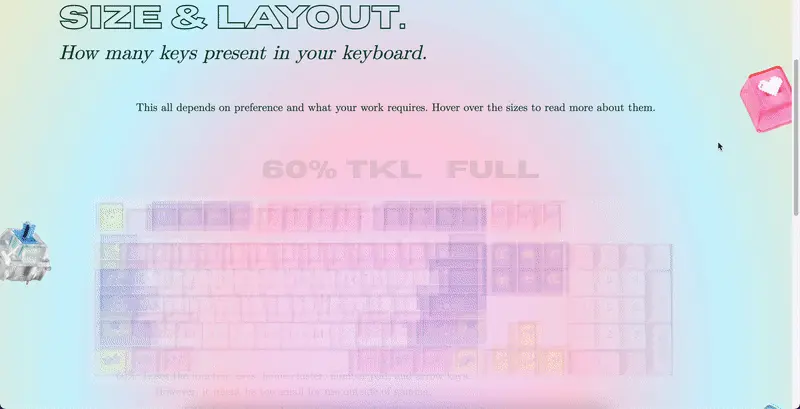 SIZE & LAYOUT.
How many keys present in your keyboard.
This all depends on preference and what your work requires. Hover over the sizes to read more about them.
60% TKL FULL